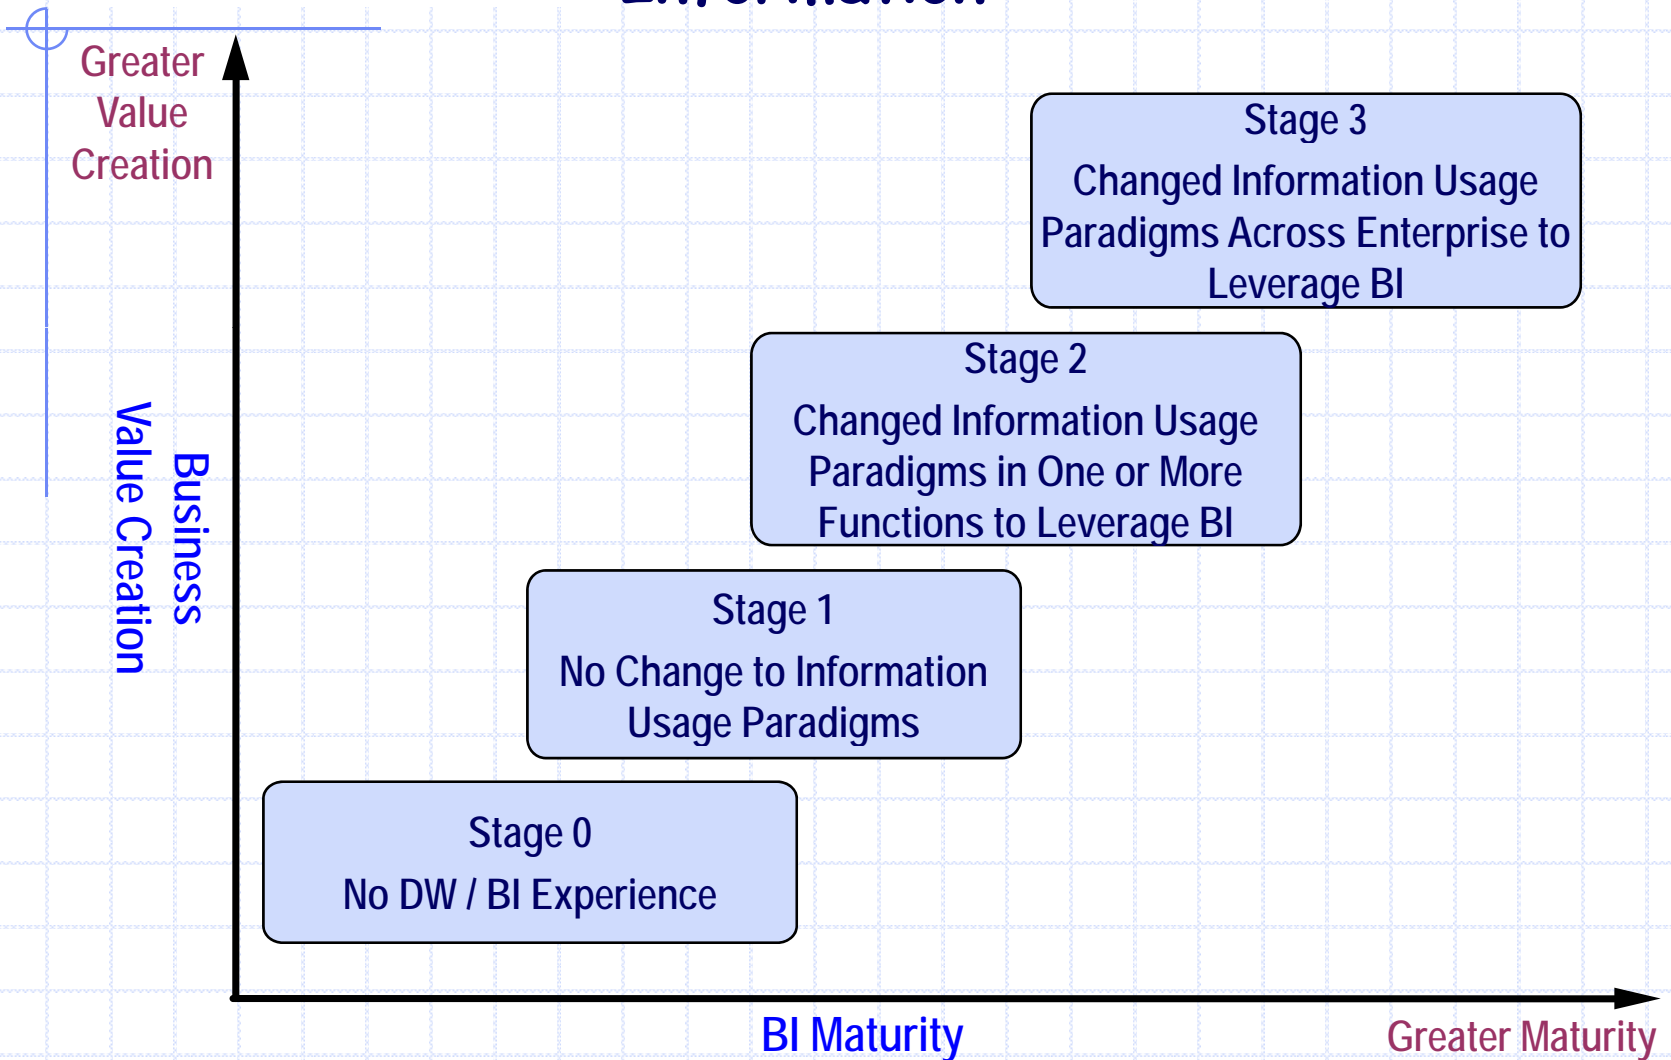 Information
Greater
Value
Creation
Stage 3
Changed Information Usage
Paradigms Across Enterprise to
Leverage BI
Stage 2
Changed Information Usage
Paradigms in One or More
Functions to Leverage BI
Business
Value Creation
Stage 1
No Change to Information
Usage Paradigms
Stage 0
No DW / BI Experience
BI Maturity
Greater Maturity